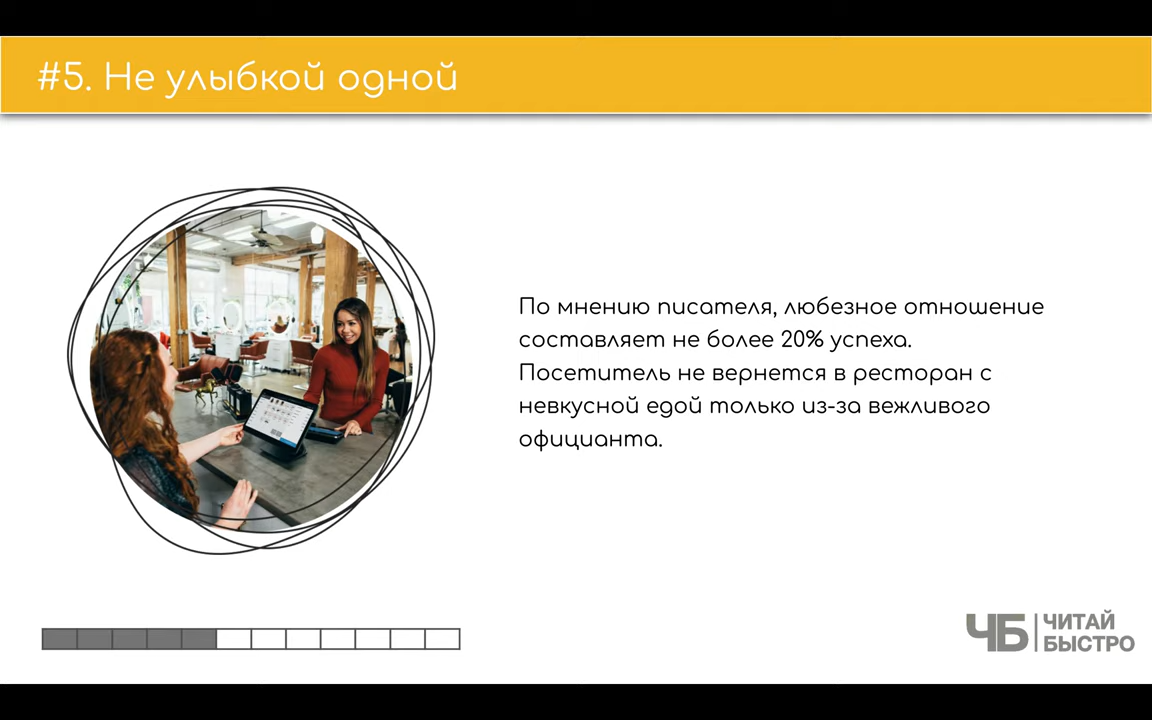 #5. Не улыбкой одной
По мнению писателя, любезное отношение
составляет не более 20% успеха.
Посетитель не вернется в ресторан с
невкусной едой только из-за вежливого
официанта.
ЧБ ЧИТАЙ
БЫСТРО